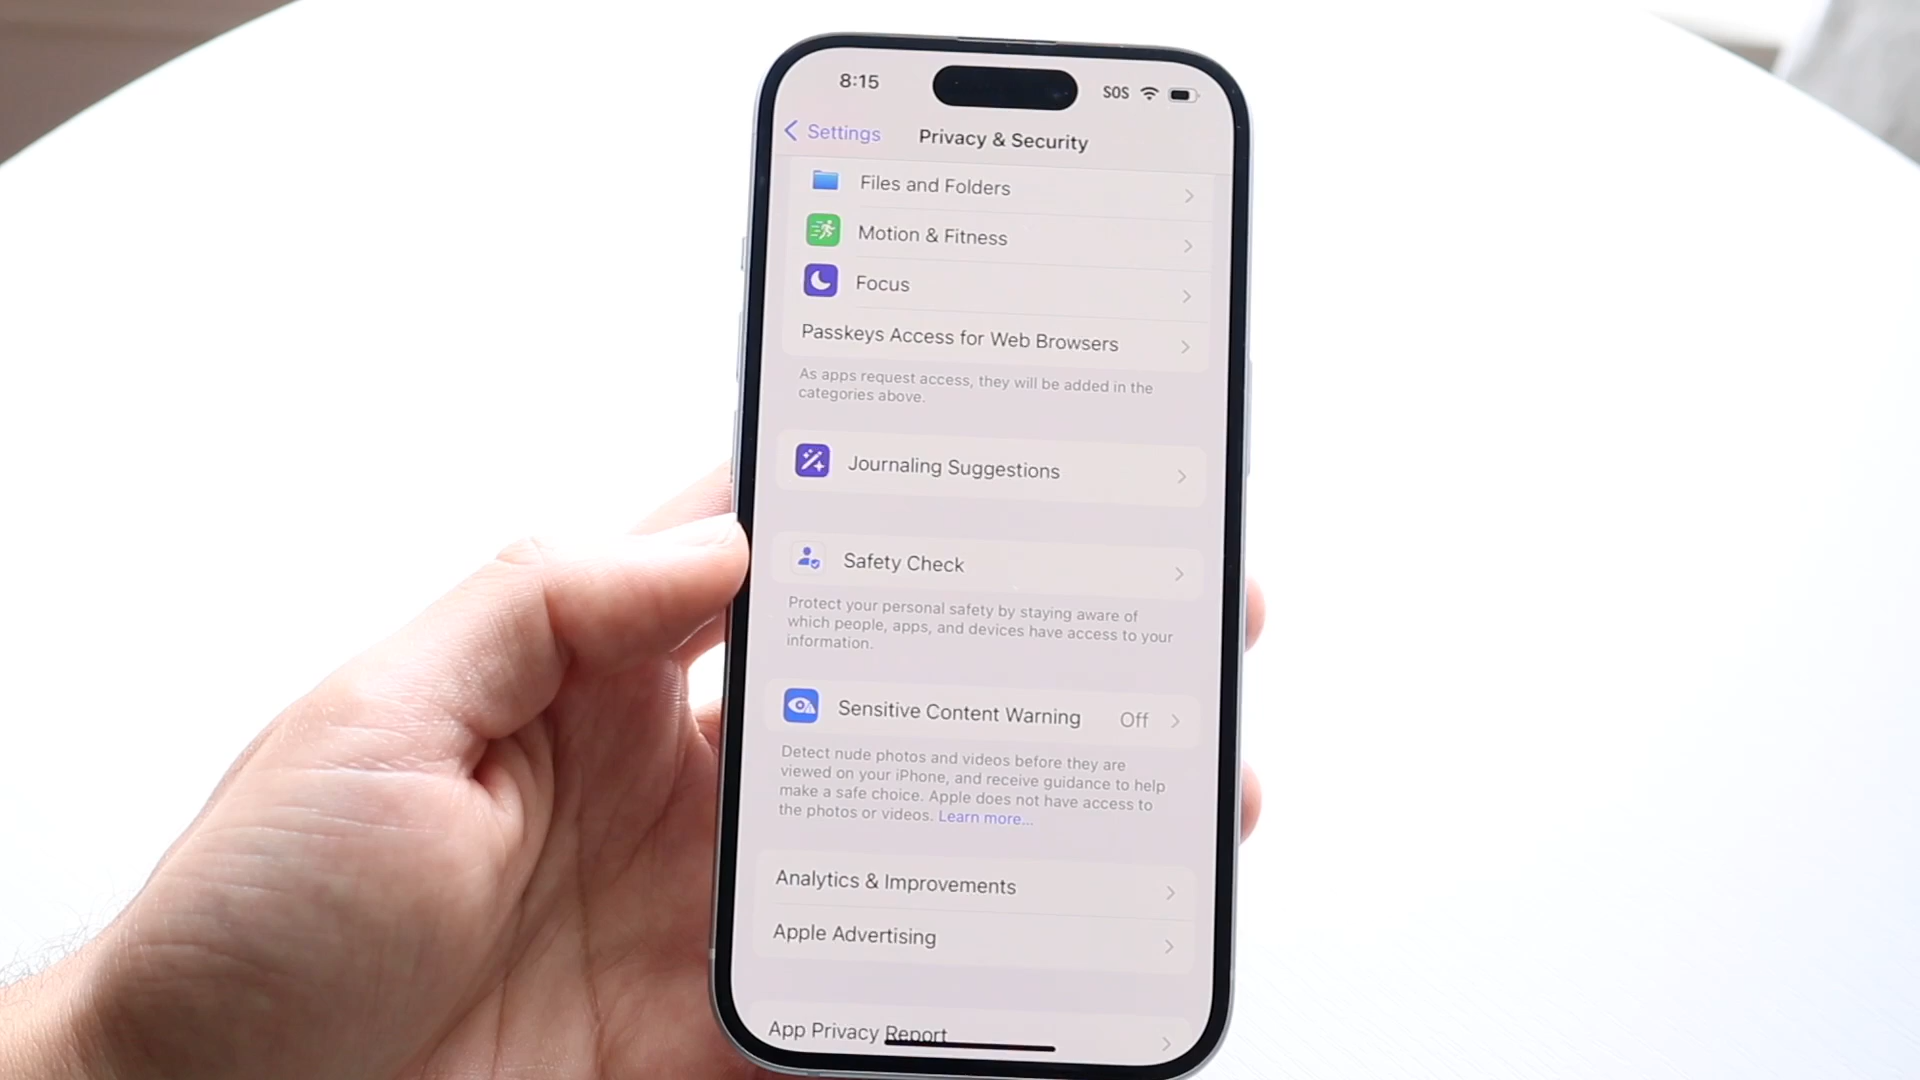 8:15
SOS
Settings
Privacy & Security
Files and Folders
Motion & Fitness
Focus
Passkeys Access for Web Browsers
As apps request access, they will be added in the
categories above.
Journaling Suggestions
Safety Check
Protect your personal safety by staying aware of
which people, apps, and devices have access to your
information.
Sensitive Content Warning Off
Detect nude photos and videos before they are
viewed on your iPhone, and receive guidance to help
make a safe choice. Apple does not have access to
the photos or videos. Learn more...
Analytics & Improvements
Apple Advertising
App Privacy Report